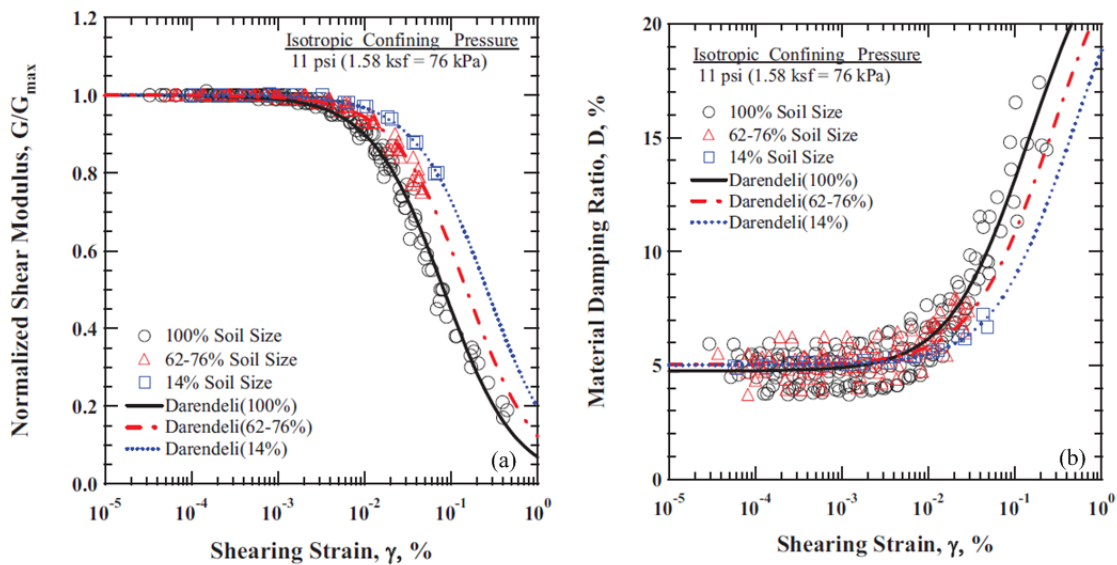 Normalized Shear Modulus, G/Gmax
1.2
1.0
0.8
0.6
0.4
0.2
0.0
Isotropic Confining Pressure
11 psi (1.58 ksf = 76 kPa)
100% Soil Size
62-76% Soil Size
14% Soil Size
Darendeli(100%)
Darendeli(62-76%)
Darendeli(14%)
(a)
10⁻⁵ 10⁻⁴ 10⁻³ 10⁻² 10⁻¹ 10⁰
Shearing Strain, γ, %
Material Damping Ratio, D, %
20
15
10
5
0
Isotropic Confining Pressure
11 psi (1.58 ksf = 76 kPa)
100% Soil Size
62-76% Soil Size
14% Soil Size
Darendeli(100%)
Darendeli(62-76%)
Darendeli(14%)
(b)
10⁻⁵ 10⁻⁴ 10⁻³ 10⁻² 10⁻¹ 10⁰
Shearing Strain, γ, %